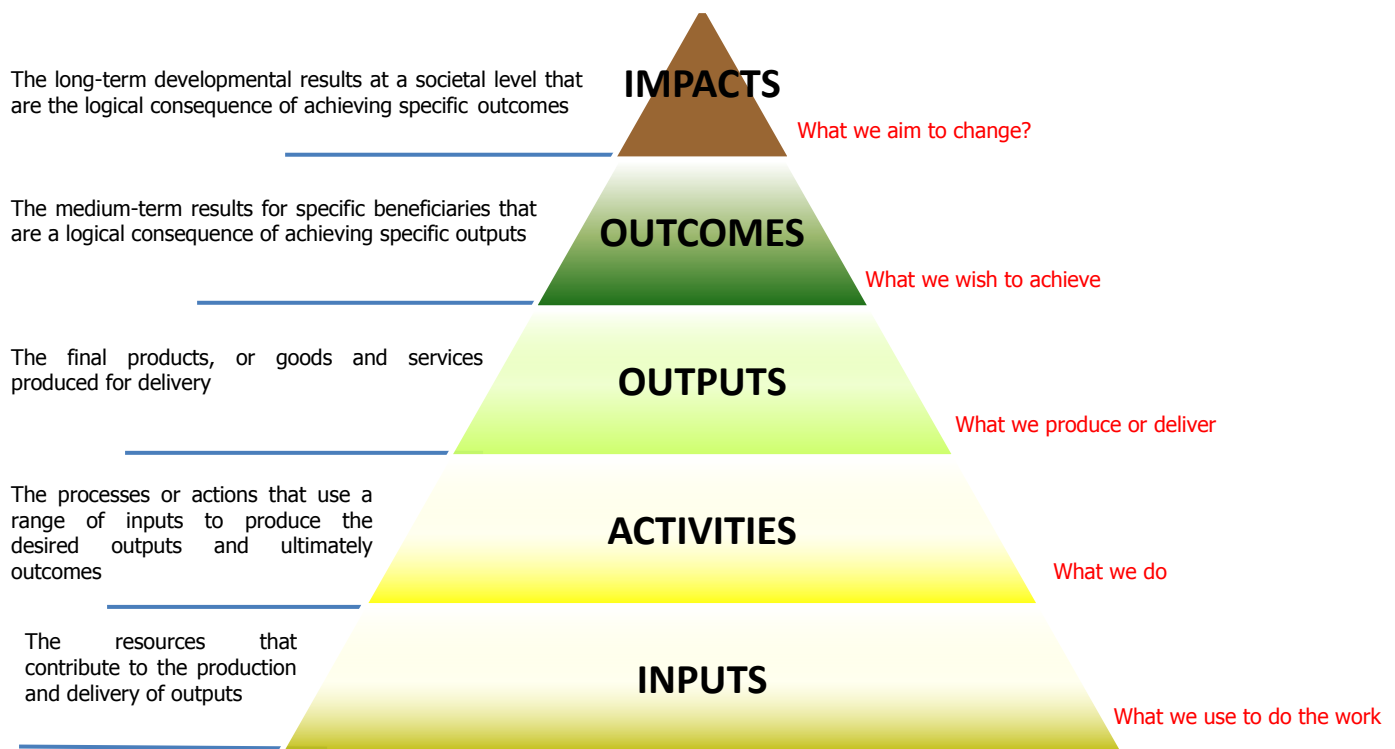 The long-term developmental results at a societal level that
are the logical consequence of achieving specific outcomes
IMPACTS
What we aim to change?
The medium-term results for specific beneficiaries that
are a logical consequence of achieving specific outputs
OUTCOMES
What we wish to achieve
The final products, or goods and services
produced for delivery
OUTPUTS
What we produce or deliver
The processes or actions that use a
range of inputs to produce the
desired outputs and ultimately
outcomes
ACTIVITIES
What we do
The resources that
contribute to the production
and delivery of outputs
INPUTS
What we use to do the work